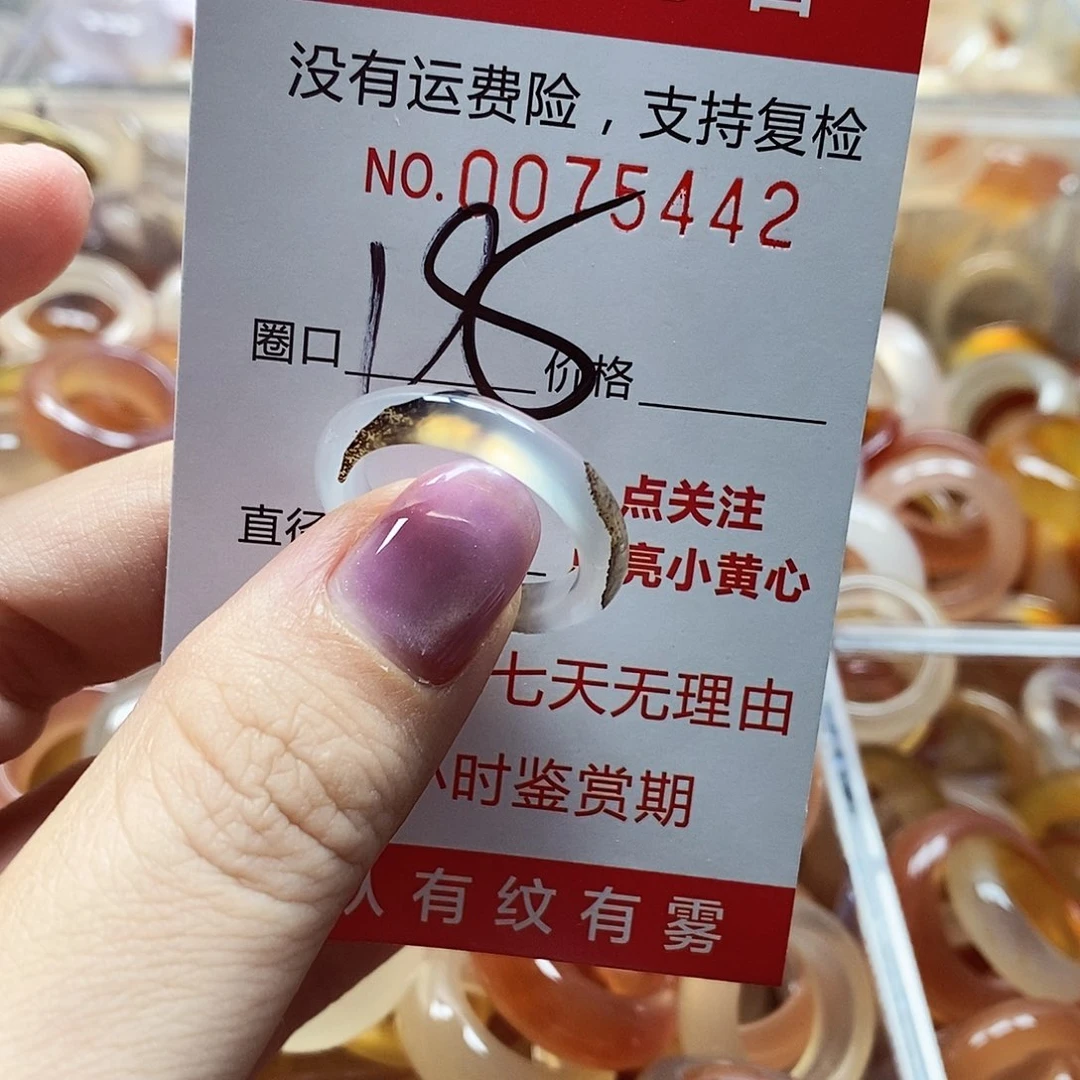 没有运费险，支持复检
NO.0075442
18
圈口 价格
点关注
直径
亮小黄心
七天无理由
小时鉴赏期
有纹有雾